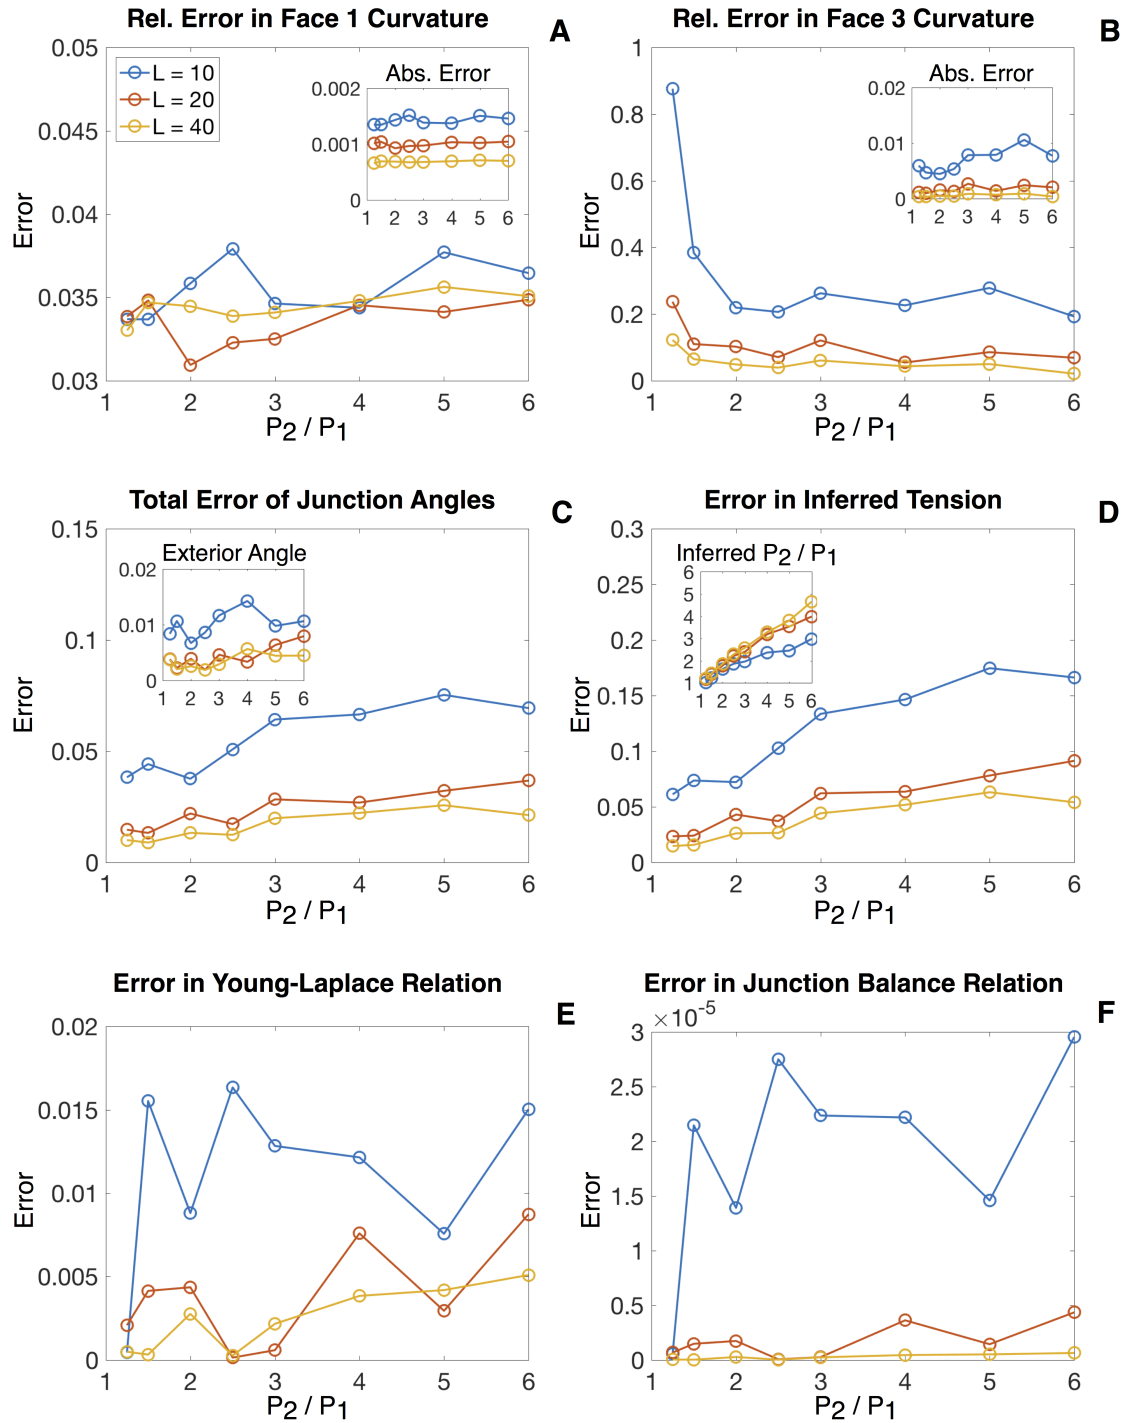 Rel. Error in Face 1 Curvature
A
0.05
0.045
0.04
0.035
0.03
Error
L = 10
L = 20
L = 40
Abs. Error
0.002
0.001
0
1 2 3 4 5 6
1 2 3 4 5 6
P2 / P1
Rel. Error in Face 3 Curvature
B
1
0.8
0.6
0.4
0.2
0
Error
Abs. Error
0.02
0.01
0
1 2 3 4 5 6
1 2 3 4 5 6
P2 / P1
Total Error of Junction Angles
C
0.15
0.1
0.05
0
Error
Exterior Angle
0.02
0.01
0
1 2 3 4 5 6
1 2 3 4 5 6
P2 / P1
Error in Inferred Tension
D
0.3
0.25
0.2
0.15
0.1
0.05
0
Error
Inferred P2 / P1
6
5
4
3
2
1
1 2 3 4 5 6
1 2 3 4 5 6
P2 / P1
Error in Young-Laplace Relation
E
0.02
0.015
0.01
0.005
0
Error
1 2 3 4 5 6
P2 / P1
Error in Junction Balance Relation
F
×10-5
3
2.5
2
1.5
1
0.5
0
Error
1 2 3 4 5 6
P2 / P1